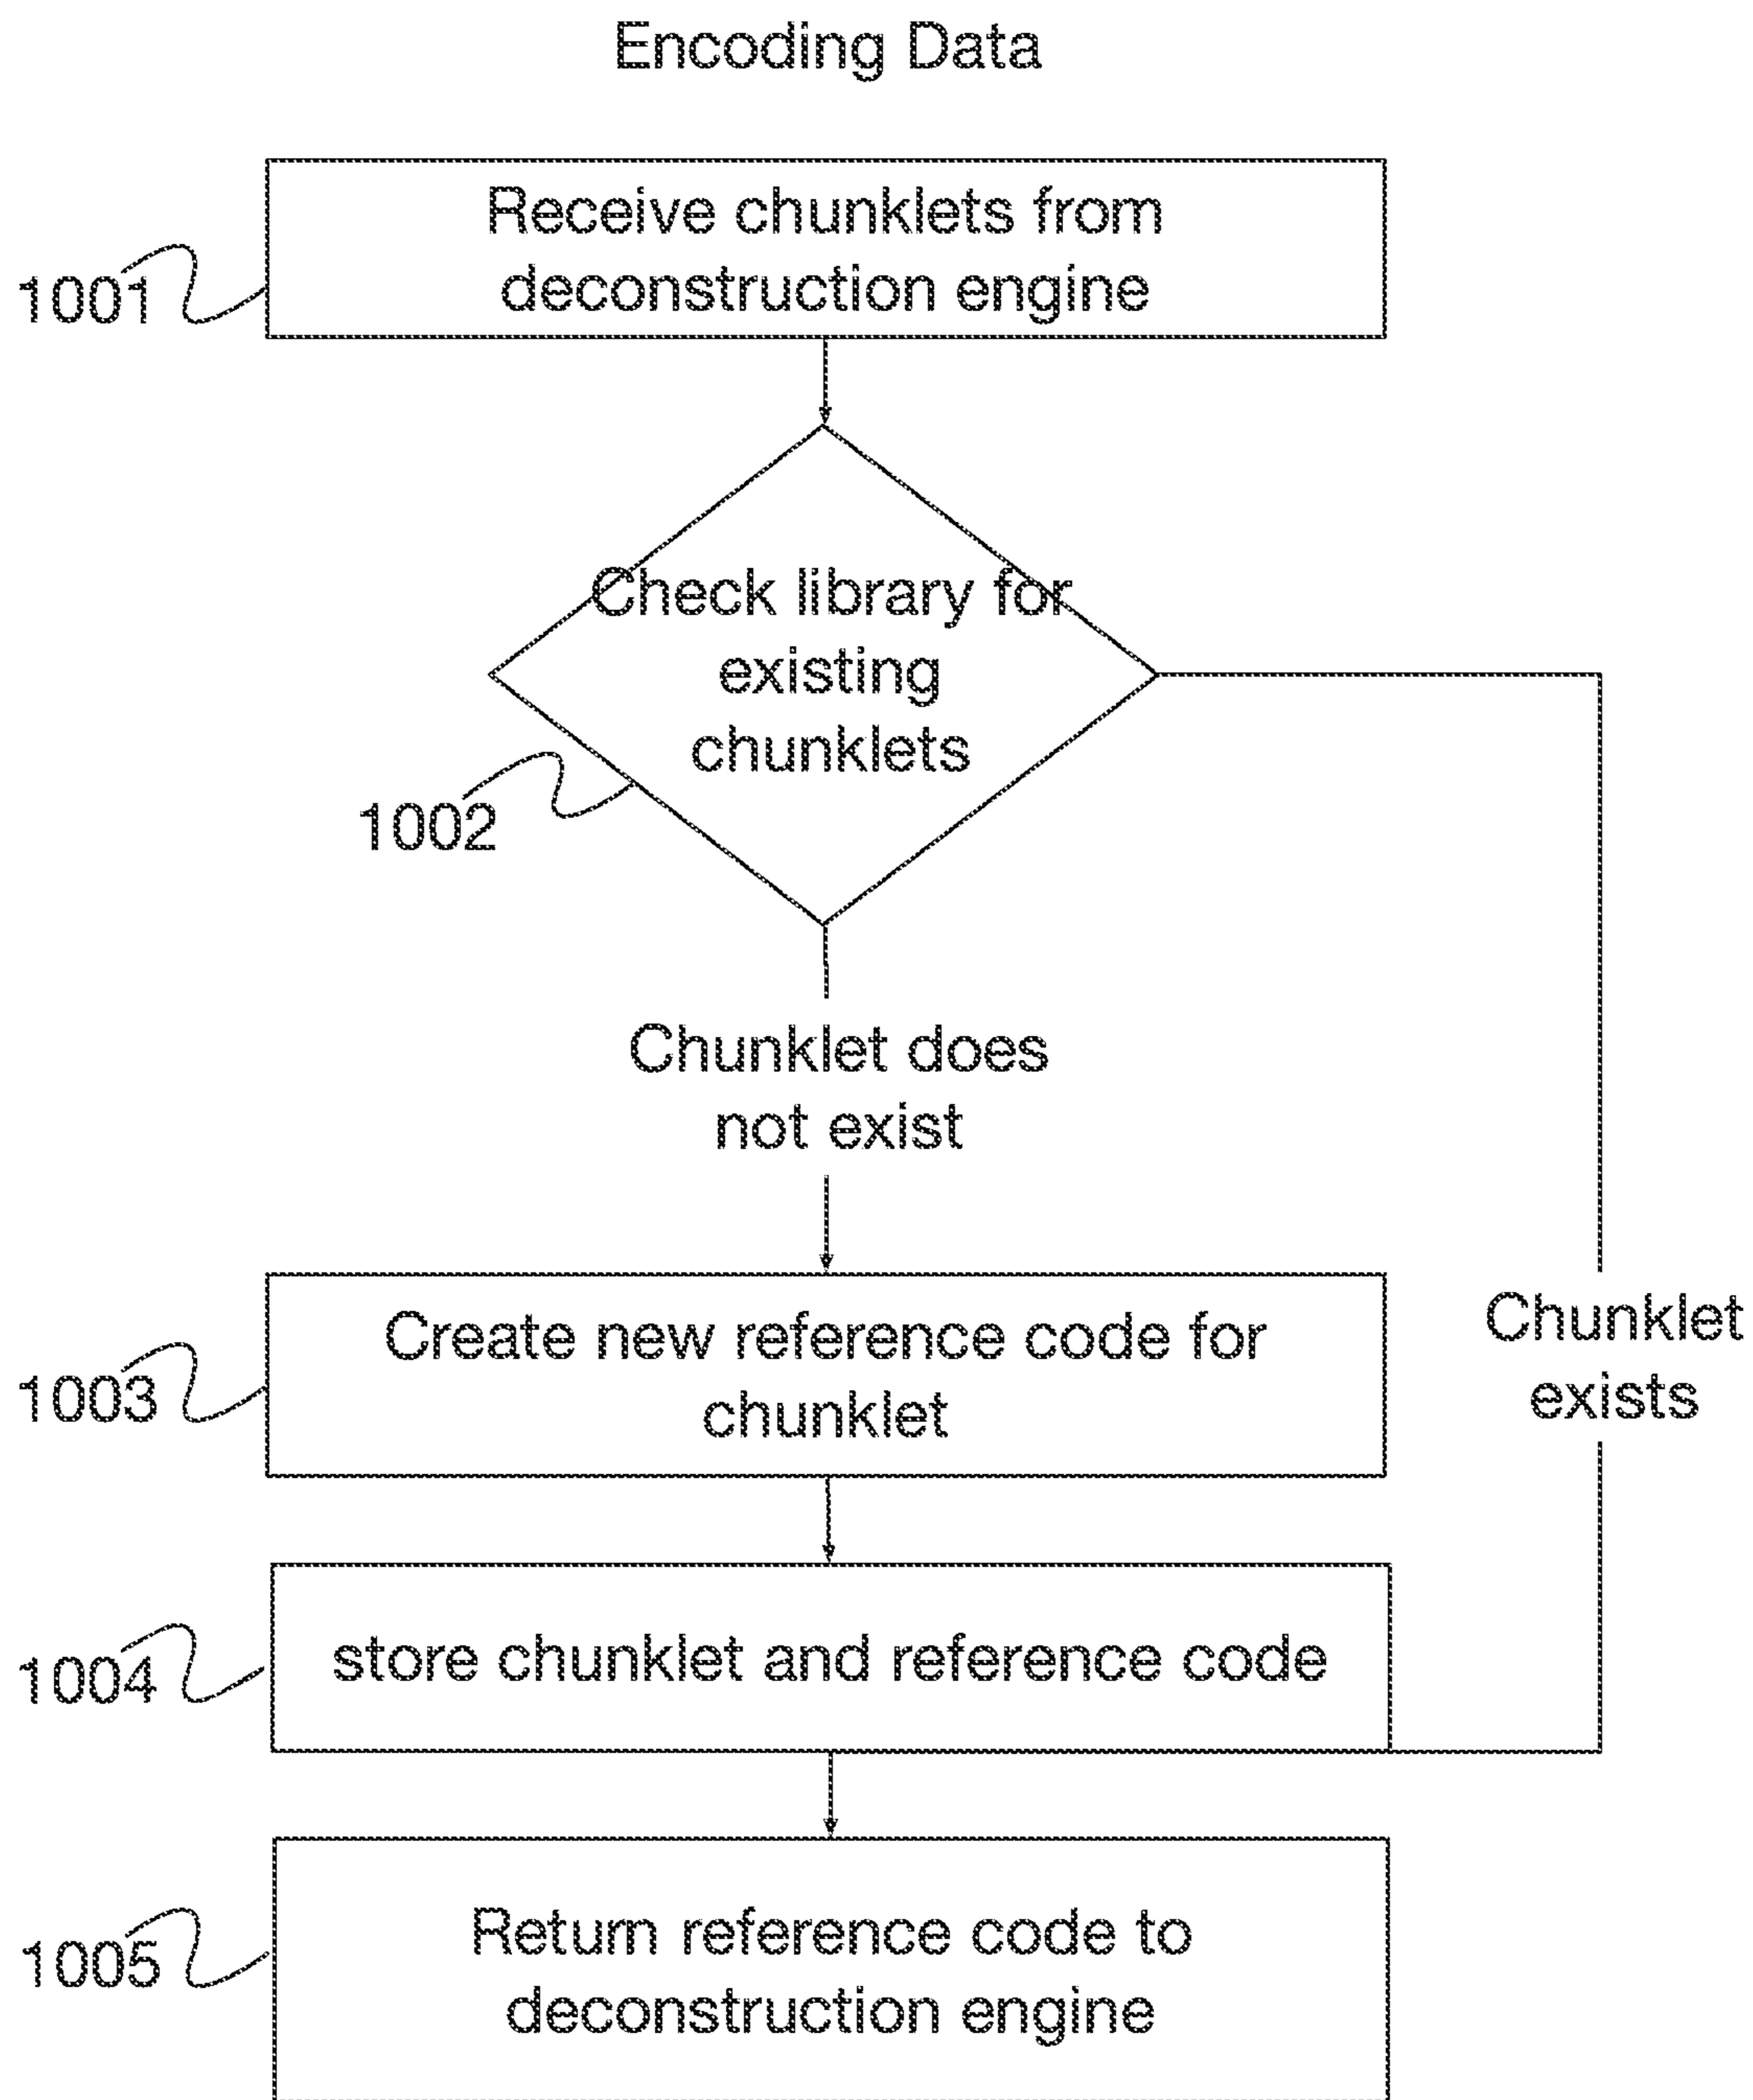 Encoding Data
Receive chunklets from
deconstruction engine
1001
Check library for
existing
chunklets
1002
Chunklet does
not exist
Create new reference code for
chunklet
1003
Chunklet
exists
store chunklet and reference code
1004
Return reference code to
deconstruction engine
1005